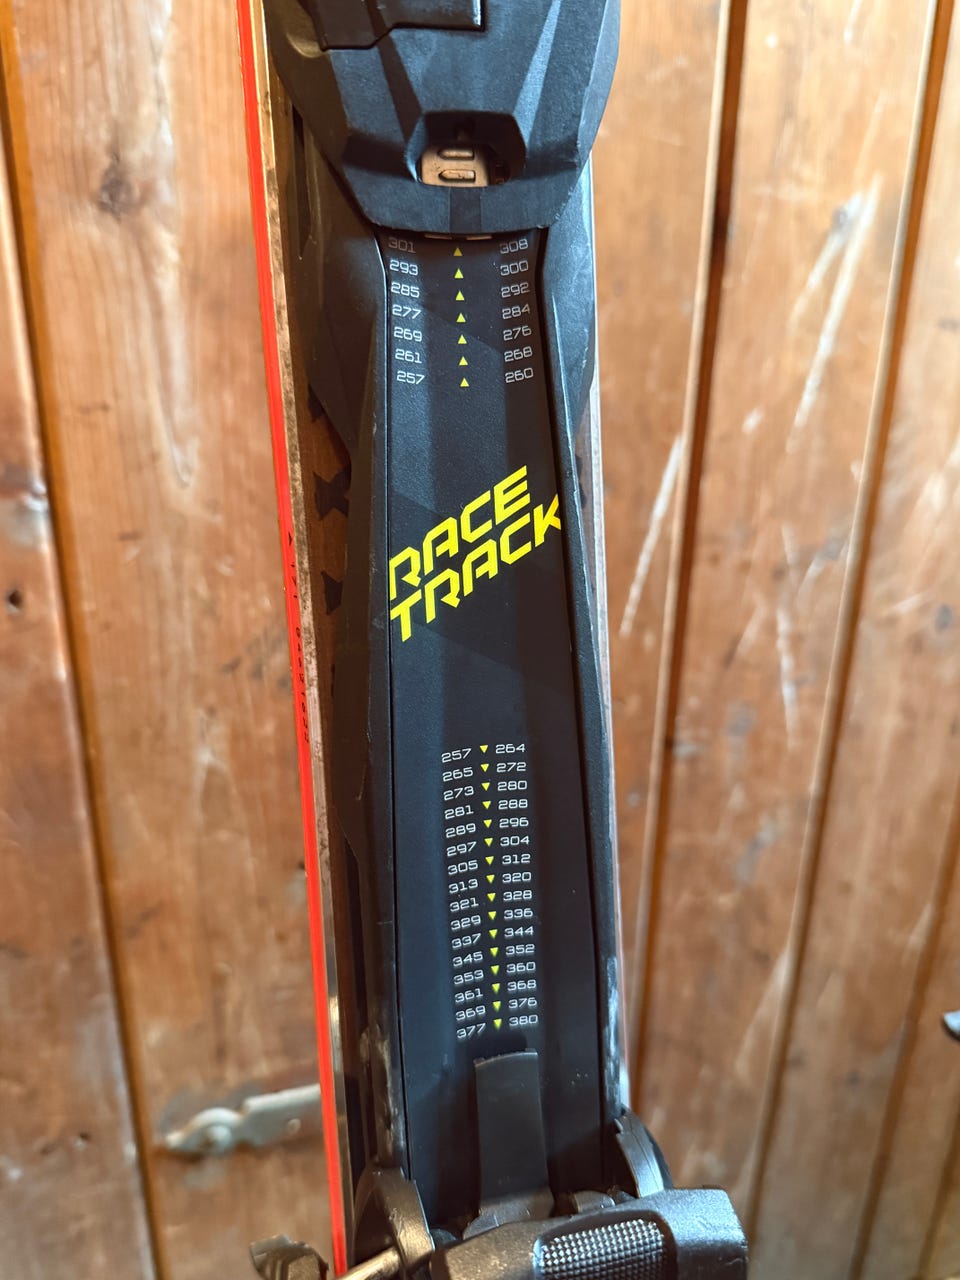 301 ▲ 308
293 ▲ 300
285 ▲ 292
277 ▲ 284
269 ▲ 276
261 ▲ 268
257 ▲ 260
RACE
TRACK
257 ▼ 264
265 ▼ 272
273 ▼ 280
281 ▼ 288
289 ▼ 296
297 ▼ 304
305 ▼ 312
313 ▼ 320
321 ▼ 328
329 ▼ 336
337 ▼ 344
345 ▼ 352
353 ▼ 360
361 ▼ 368
369 ▼ 376
377 ▼ 380